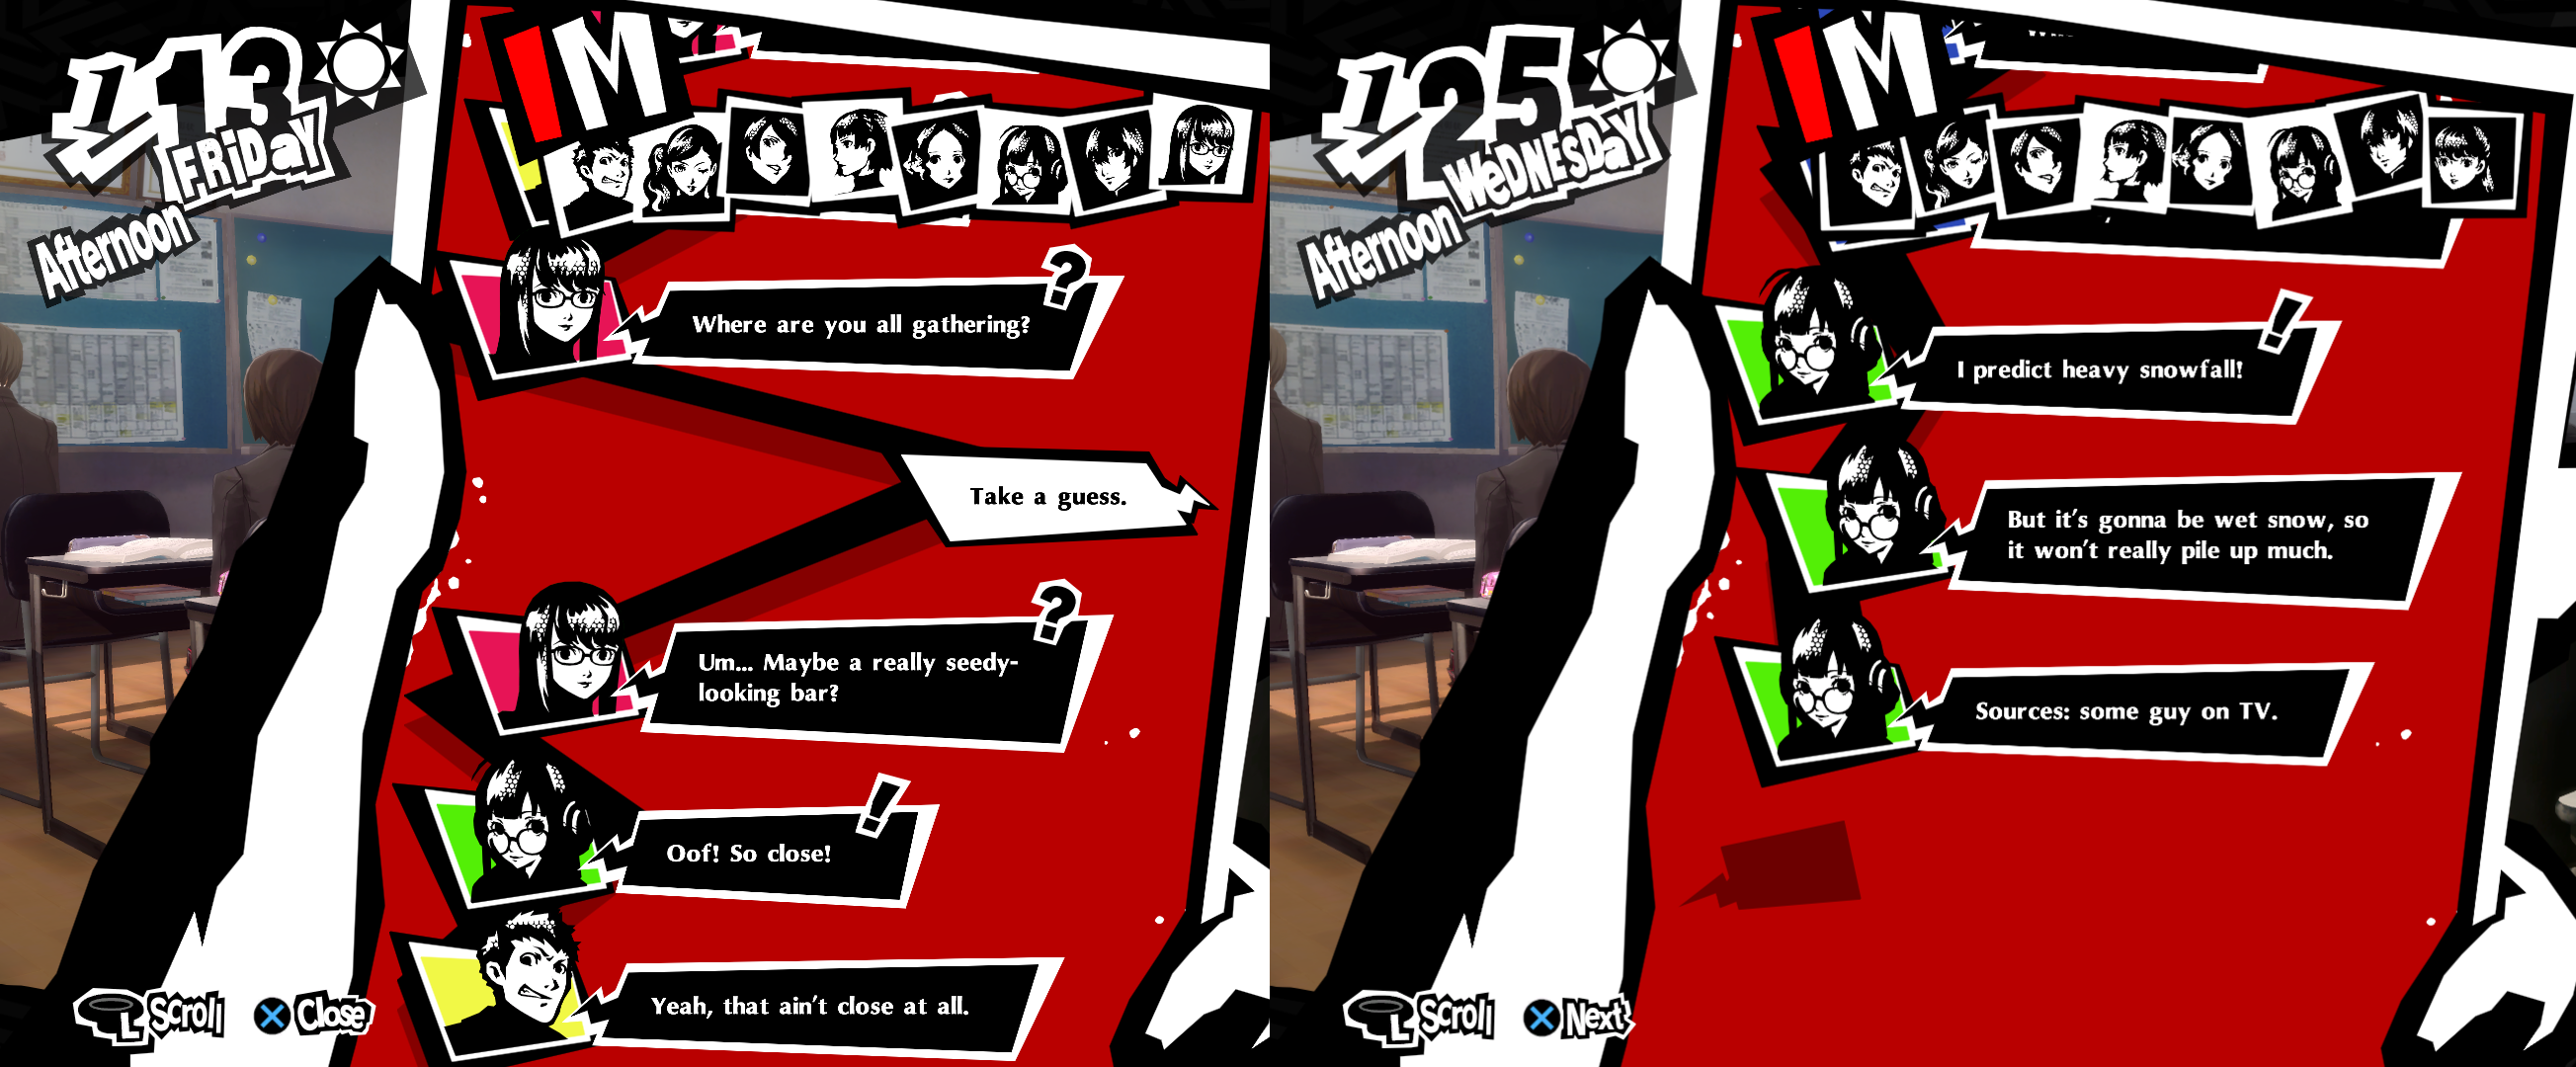 1/13
FRiDaY
Afternoon
IM
Where are you all gathering?
?
Take a guess.
Um... Maybe a really seedy-
looking bar?
?
Oof! So close!
!
Yeah, that ain't close at all.
L Scroll
Close
1/25
WeDNESDaY
Afternoon
IM
I predict heavy snowfall!
!
But it's gonna be wet snow, so
it won't really pile up much.
Sources: some guy on TV.
L Scroll
Next